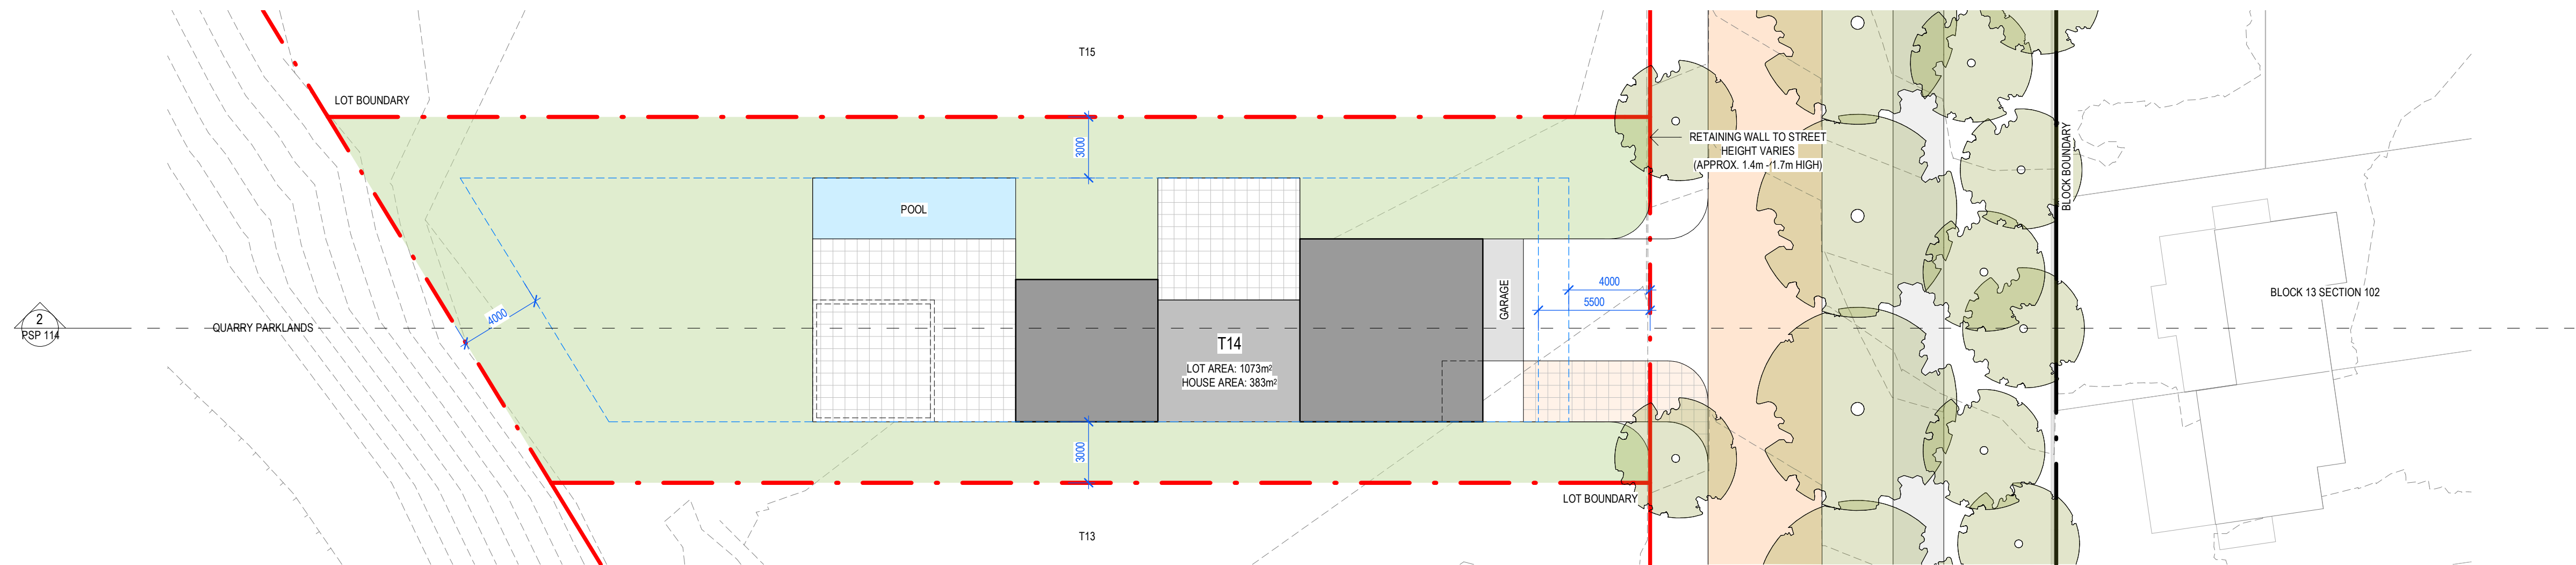 T15
LOT BOUNDARY
3000
RETAINING WALL TO STREET
HEIGHT VARIES
(APPROX. 1.4m -(1.7m HIGH)
BLOCK BOUNDARY
POOL
4000
5500
GARAGE
BLOCK 13 SECTION 102
2
PSP 114
QUARRY PARKLANDS
4000
T14
LOT AREA: 1073m²
HOUSE AREA: 383m²
3000
LOT BOUNDARY
T13